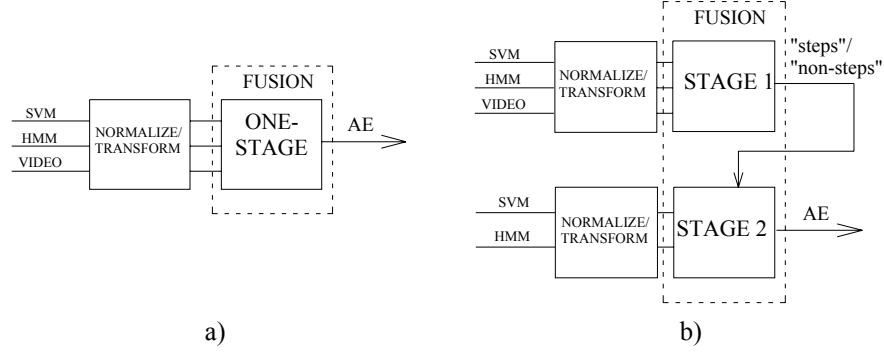 FUSION
SVM
HMM
VIDEO
NORMALIZE/
TRANSFORM
ONE-
STAGE
AE
a)
FUSION
SVM
HMM
VIDEO
NORMALIZE/
TRANSFORM
STAGE 1
"steps"/
"non-steps"
SVM
HMM
NORMALIZE/
TRANSFORM
STAGE 2
AE
b)